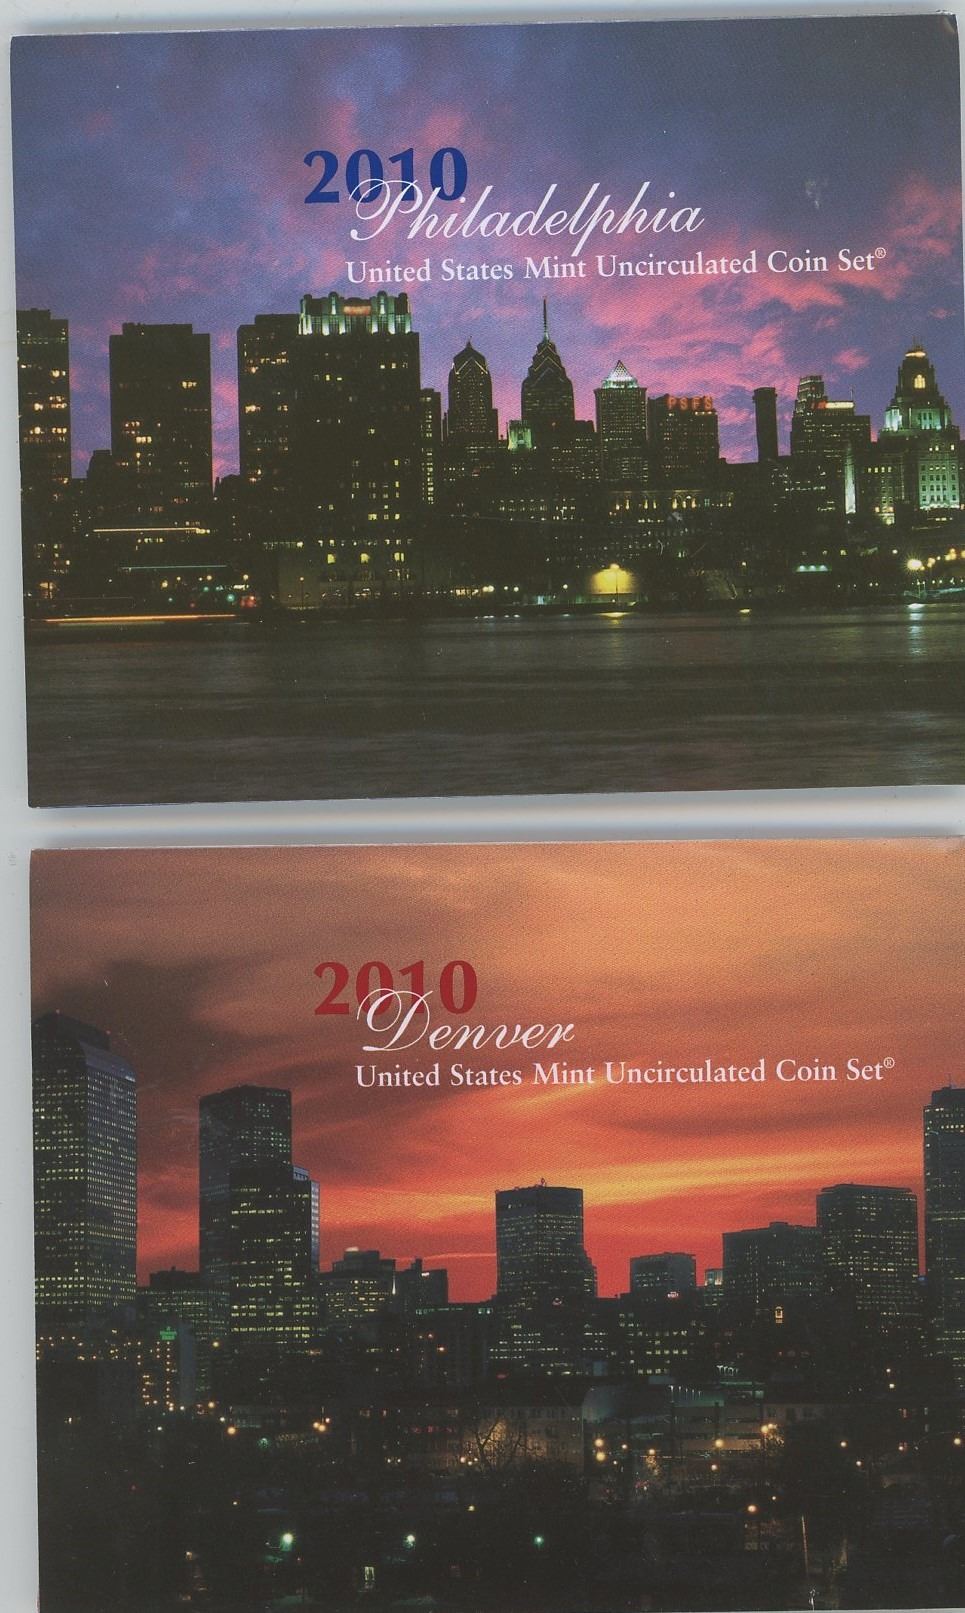 2010
Philadelphia
United States Mint Uncirculated Coin Set®
PSFS
2010
Denver
United States Mint Uncirculated Coin Set®